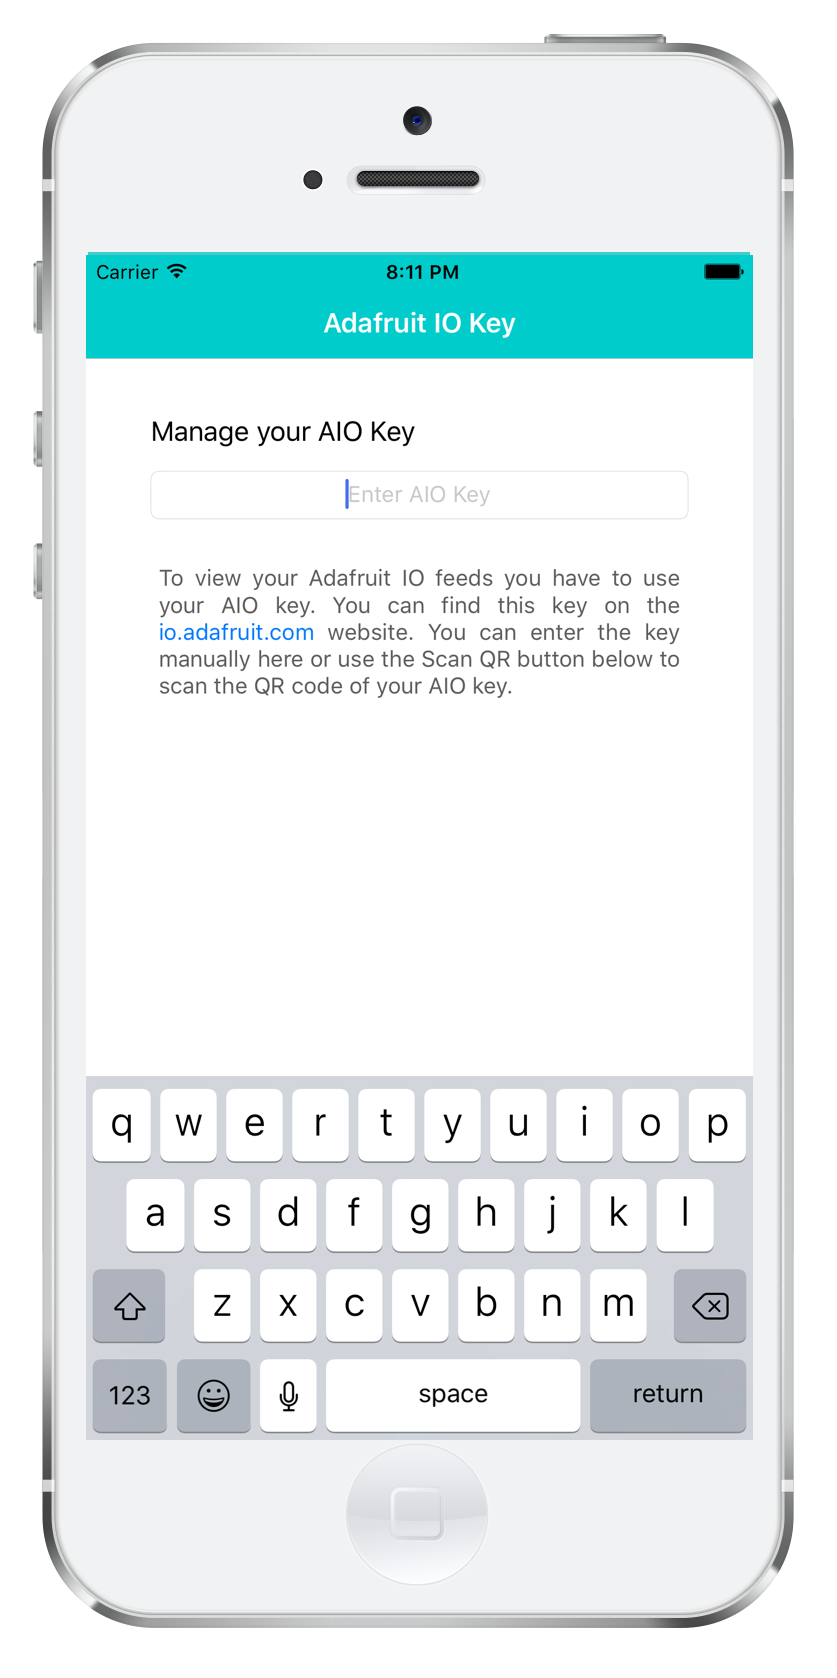 Carrier 8:11 PM
Adafruit IO Key
Manage your AIO Key
Enter AIO Key
To view your Adafruit IO feeds you have to use
your AIO key. You can find this key on the
io.adafruit.com website. You can enter the key
manually here or use the Scan QR button below to
scan the QR code of your AIO key.
q w e r t y u i o p
a s d f g h j k l
z x c v b n m
123 space return